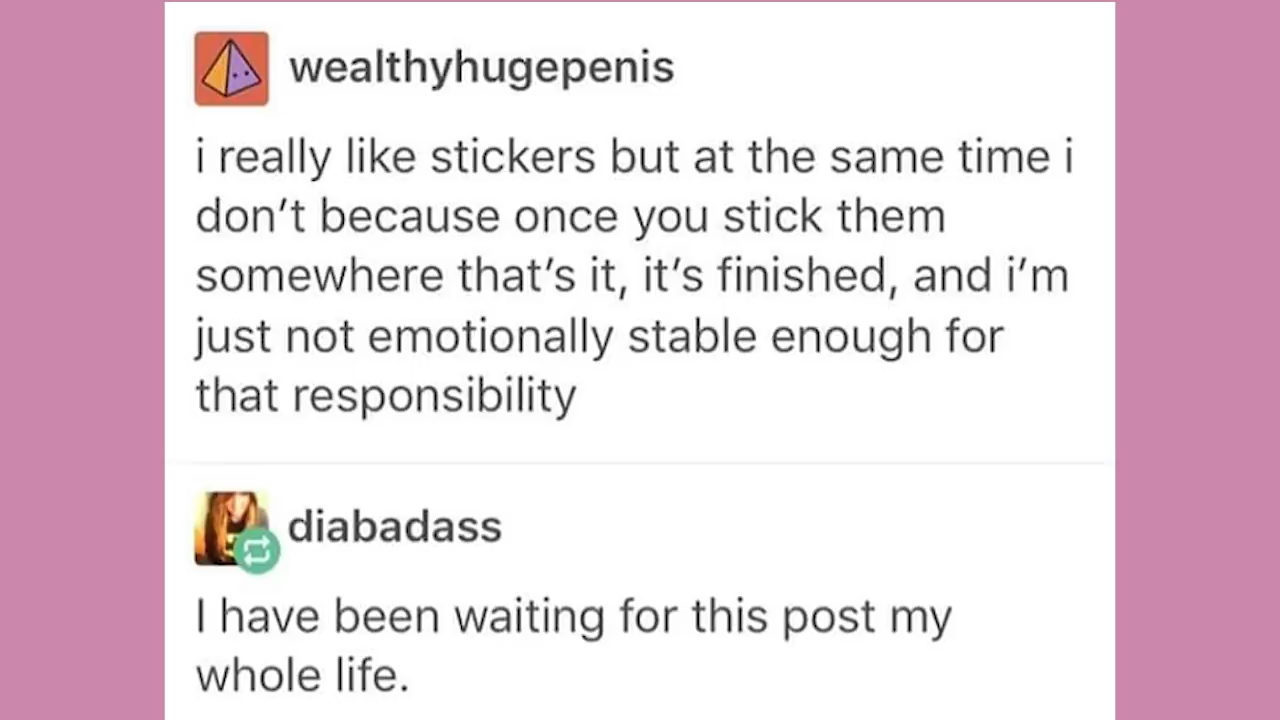 wealthyhugepenis
i really like stickers but at the same time i
don’t because once you stick them
somewhere that’s it, it’s finished, and i’m
just not emotionally stable enough for
that responsibility
diabadass
I have been waiting for this post my
whole life.